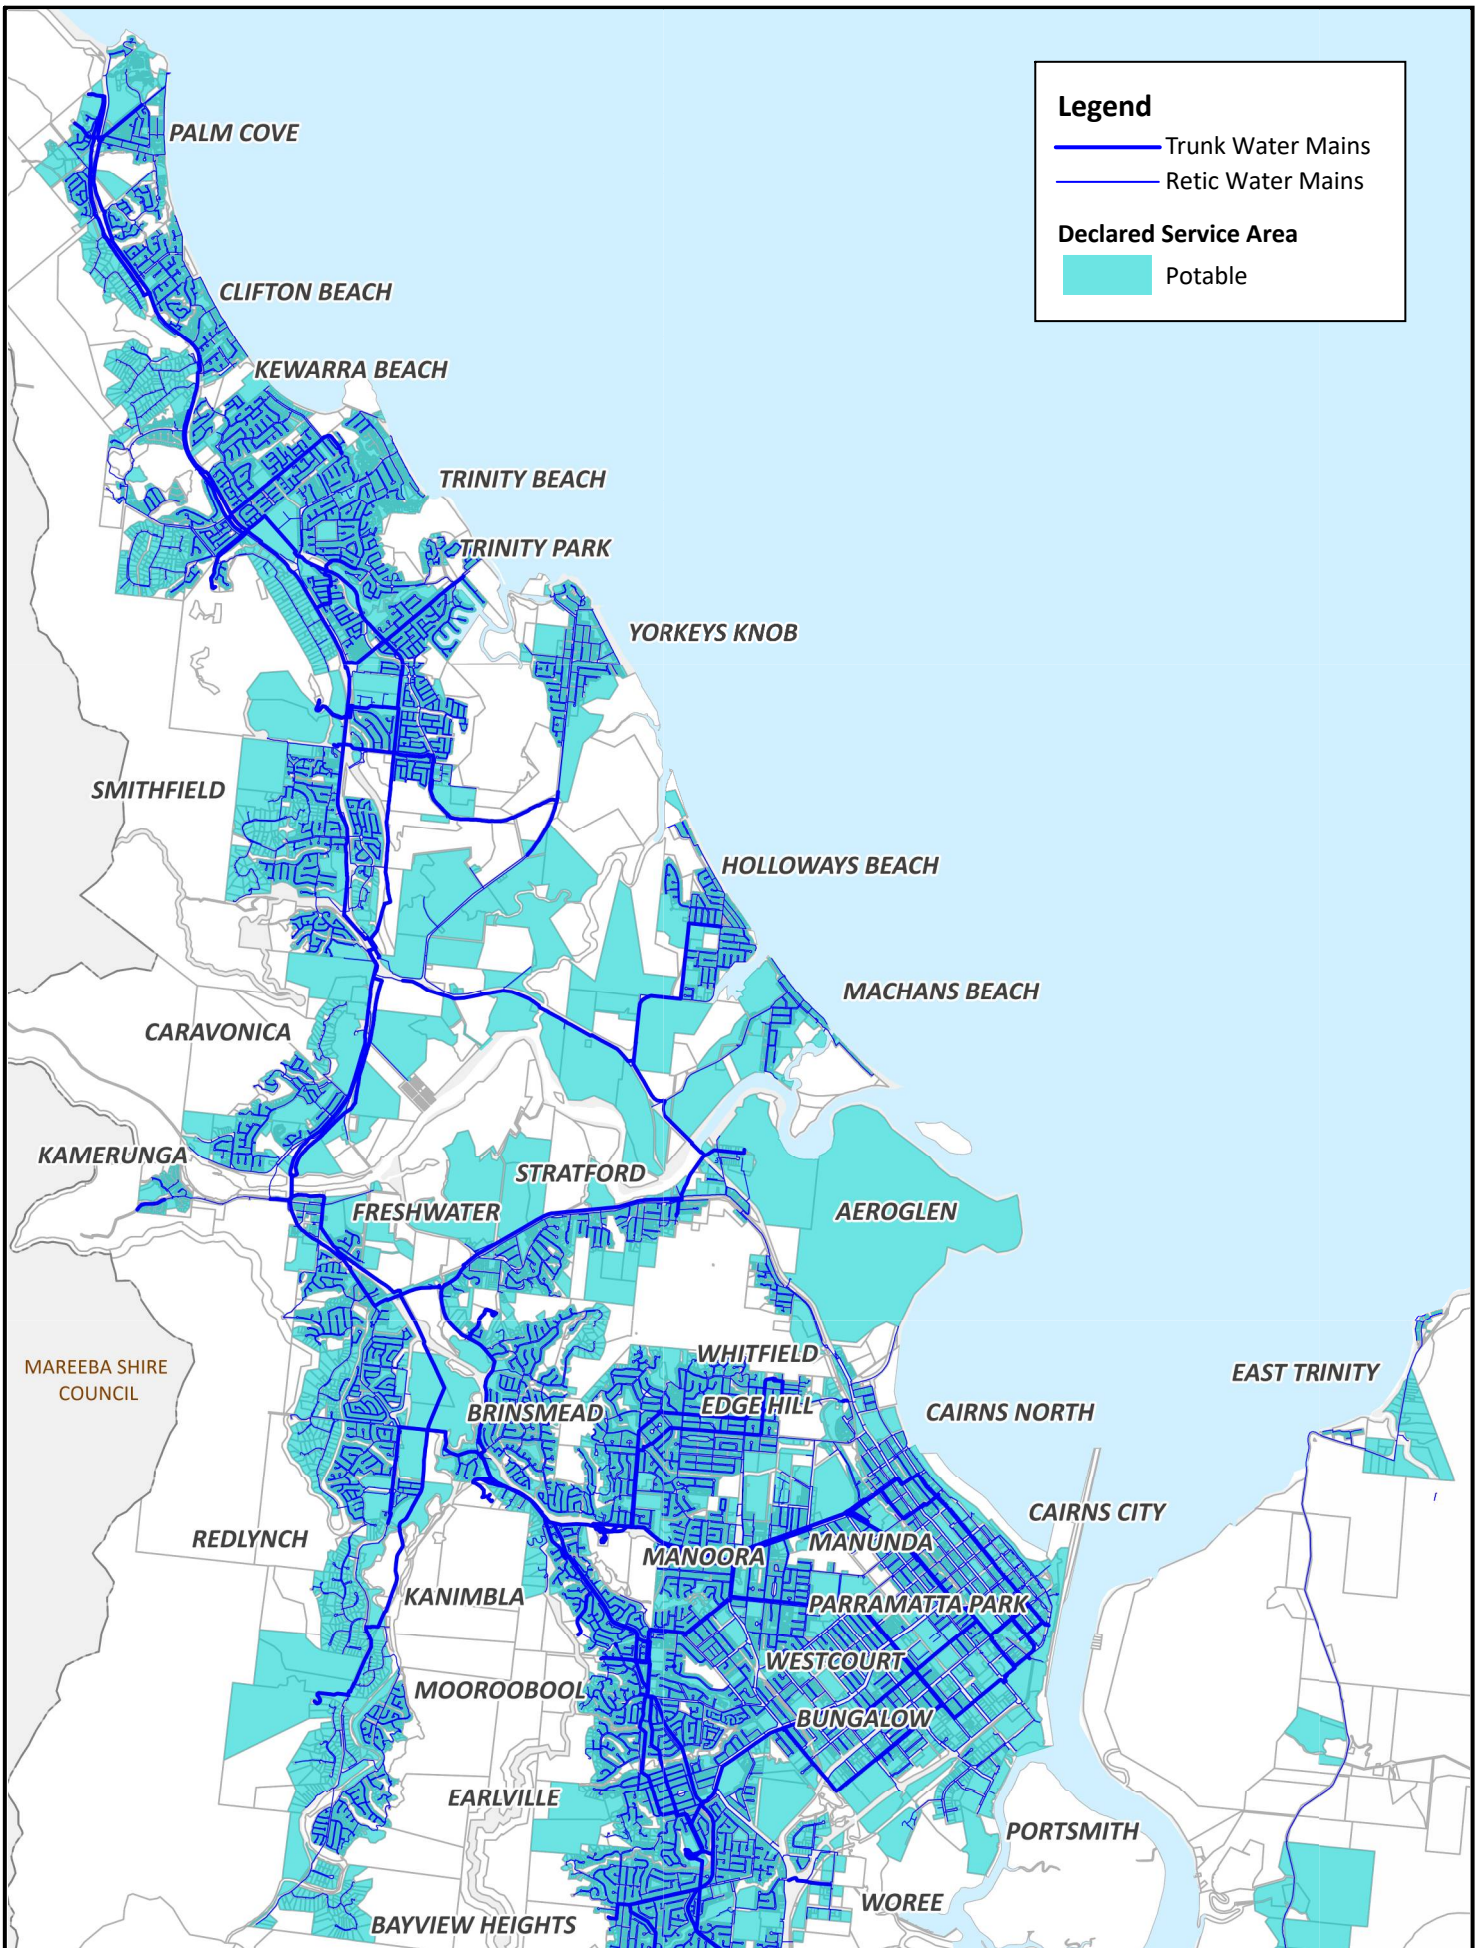 Legend
Trunk Water Mains
Retic Water Mains
Declared Service Area
Potable
PALM COVE
CLIFTON BEACH
KEWARRA BEACH
TRINITY BEACH
TRINITY PARK
YORKEYS KNOB
SMITHFIELD
HOLLOWAYS BEACH
MACHANS BEACH
CARAVONICA
KAMERUNGA
STRATFORD
FRESHWATER
AEROGLEN
WHITFIELD
MAREEBA SHIRE
COUNCIL
EAST TRINITY
EDGE HILL
BRINSMEAD
CAIRNS NORTH
CAIRNS CITY
REDLYNCH
MANUNDA
MANOORA
KANIMBLA
PARRAMATTA PARK
WESTCOURT
MOOROOBOOL
BUNGALOW
EARLVILLE
PORTSMITH
WOREE
BAYVIEW HEIGHTS